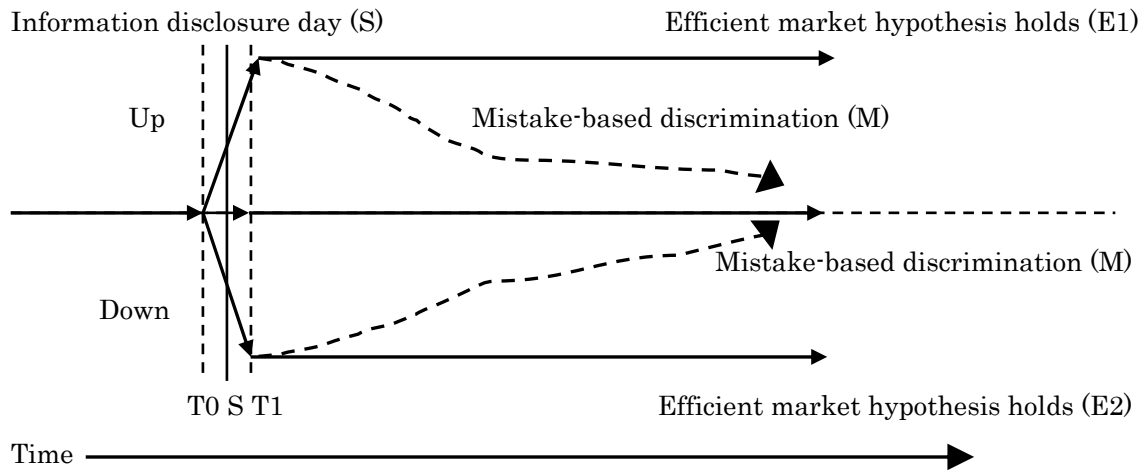 Information disclosure day (S)
Efficient market hypothesis holds (E1)
Up
Mistake-based discrimination (M)
Mistake-based discrimination (M)
Down
T0 S T1
Efficient market hypothesis holds (E2)
Time